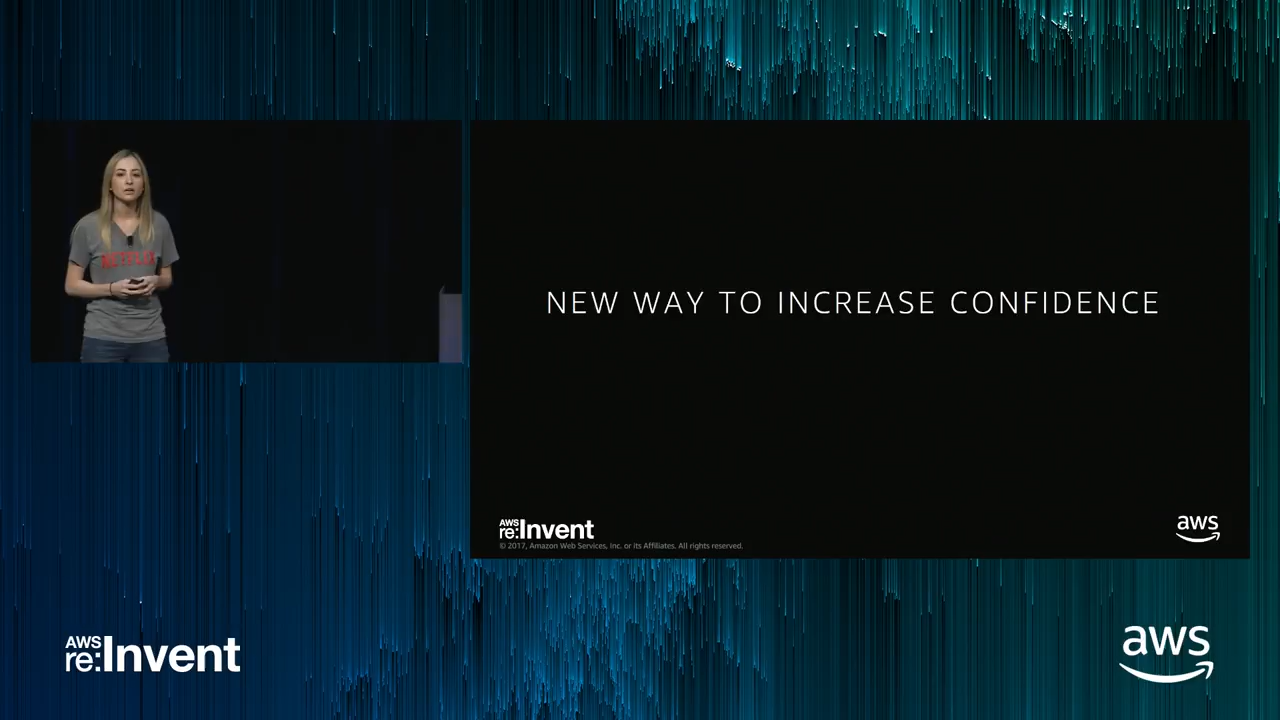 NETFLIX
NEW WAY TO INCREASE CONFIDENCE
AWS
re:Invent
© 2017, Amazon Web Services, Inc. or its Affiliates. All rights reserved.
aws
AWS
re:Invent
aws